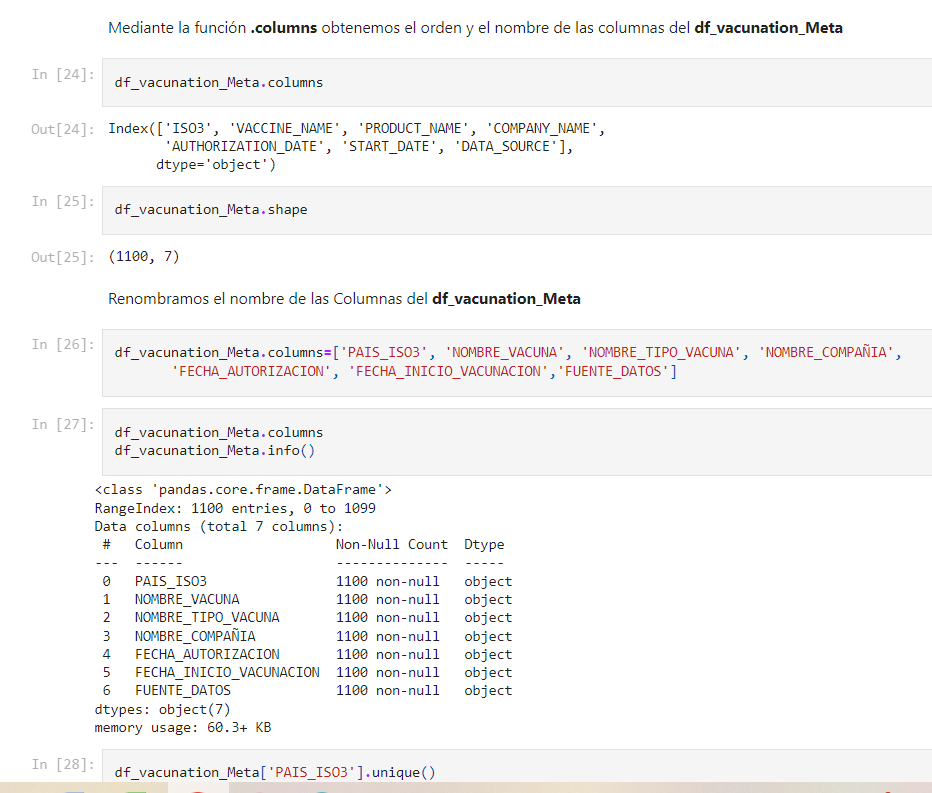 Mediante la función .columns obtenemos el orden y el nombre de las columnas del df_vacunation_Meta
In [24]:
df_vacunation_Meta.columns
Out[24]:
Index(['ISO3', 'VACCINE_NAME', 'PRODUCT_NAME', 'COMPANY_NAME',
'AUTHORIZATION_DATE', 'START_DATE', 'DATA_SOURCE'],
dtype='object')
In [25]:
df_vacunation_Meta.shape
Out[25]:
(1100, 7)
Renombramos el nombre de las Columnas del df_vacunation_Meta
In [26]:
df_vacunation_Meta.columns=['PAIS_ISO3', 'NOMBRE_VACUNA', 'NOMBRE_TIPO_VACUNA', 'NOMBRE_COMPAÑIA',
'FECHA_AUTORIZACION', 'FECHA_INICIO_VACUNACION','FUENTE_DATOS']
In [27]:
df_vacunation_Meta.columns
df_vacunation_Meta.info()
<class 'pandas.core.frame.DataFrame'>
RangeIndex: 1100 entries, 0 to 1099
Data columns (total 7 columns):
#   Column                   Non-Null Count  Dtype
---  ------                   --------------  -----
0   PAIS_ISO3                1100 non-null   object
1   NOMBRE_VACUNA            1100 non-null   object
2   NOMBRE_TIPO_VACUNA       1100 non-null   object
3   NOMBRE_COMPAÑIA          1100 non-null   object
4   FECHA_AUTORIZACION       1100 non-null   object
5   FECHA_INICIO_VACUNACION  1100 non-null   object
6   FUENTE_DATOS             1100 non-null   object
dtypes: object(7)
memory usage: 60.3+ KB
In [28]:
df_vacunation_Meta['PAIS_ISO3'].unique()